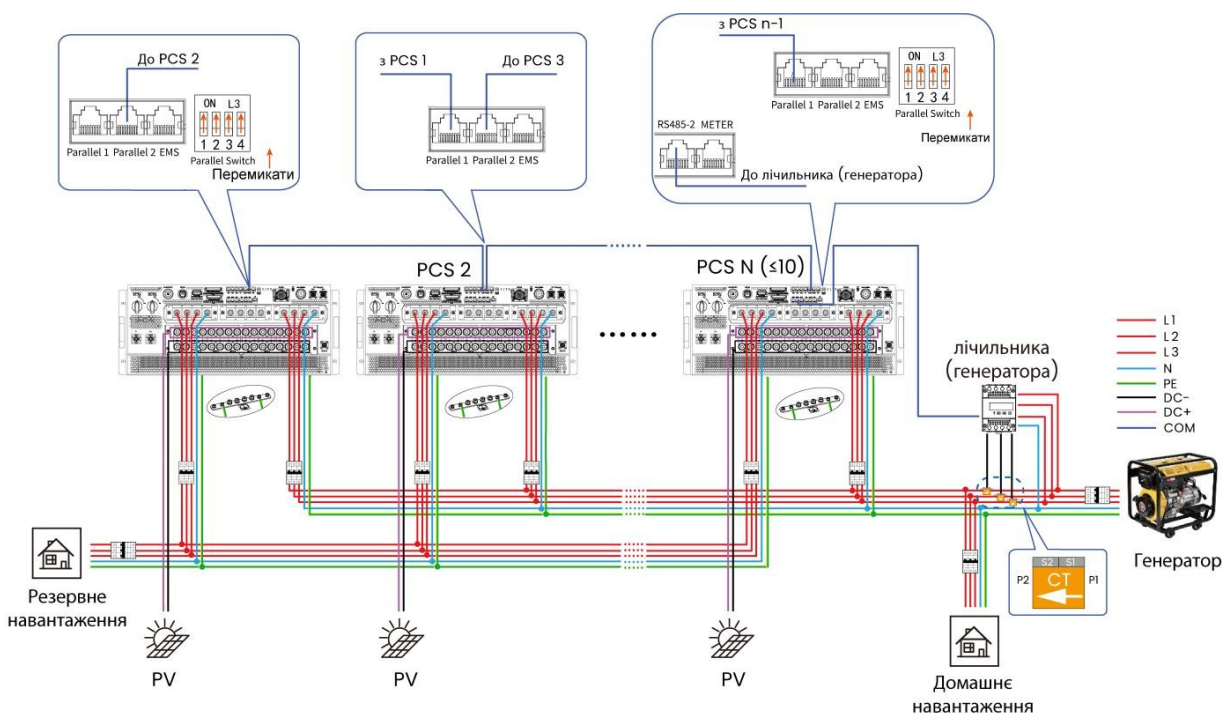 До PCS 2
ON L3
1 2 3 4
Parallel 1 Parallel 2 EMS
Parallel Switch
Перемикати
з PCS 1
До PCS 3
Parallel 1 Parallel 2 EMS
з PCS n-1
ON L3
1 2 3 4
Parallel 1 Parallel 2 EMS
Parallel Switch
Перемикати
RS485-2 METER
До лічильника (генератора)
PCS 2
PCS N (≤10)
......
......
лічильника
(генератора)
L1
L2
L3
N
PE
DC-
DC+
COM
Генератор
S2 S1
P2 CT P1
Резервне
навантаження
PV
PV
PV
Домашнє
навантаження